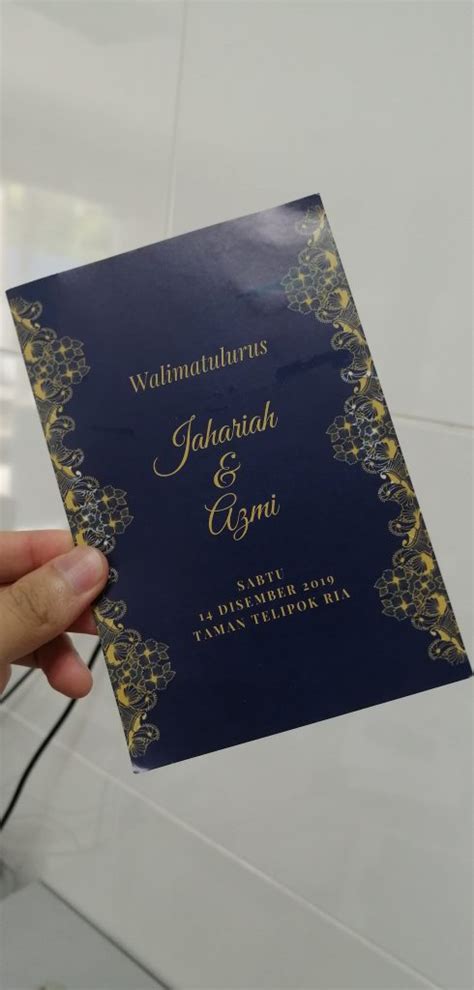 Walimatulurus
Jahariah
&
Azmi
SABTU
14 DISEMBER 2019
TAMAN TELIPOK RIA